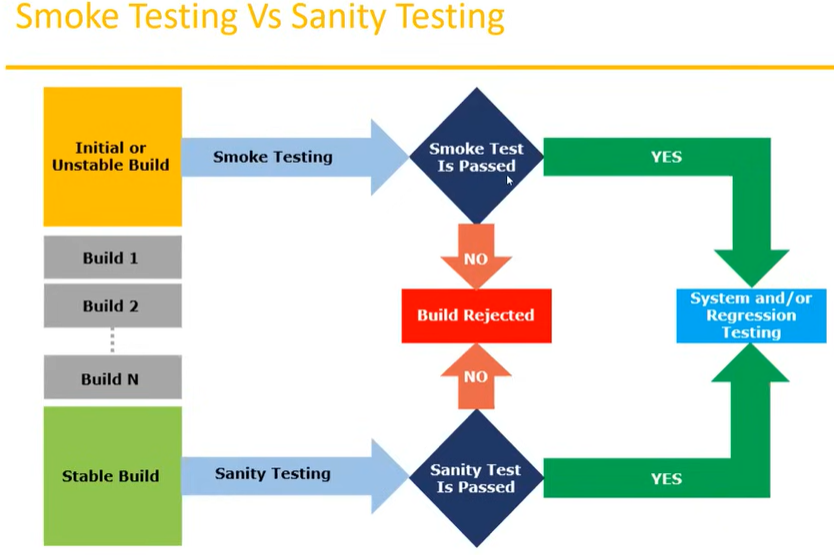 Smoke Testing Vs Sanity Testing
Initial or
Unstable Build
Smoke Testing
Smoke Test
Is Passed
YES
Build 1
NO
Build 2
Build Rejected
System and/or
Regression
Testing
Build N
NO
Stable Build
Sanity Testing
Sanity Test
Is Passed
YES